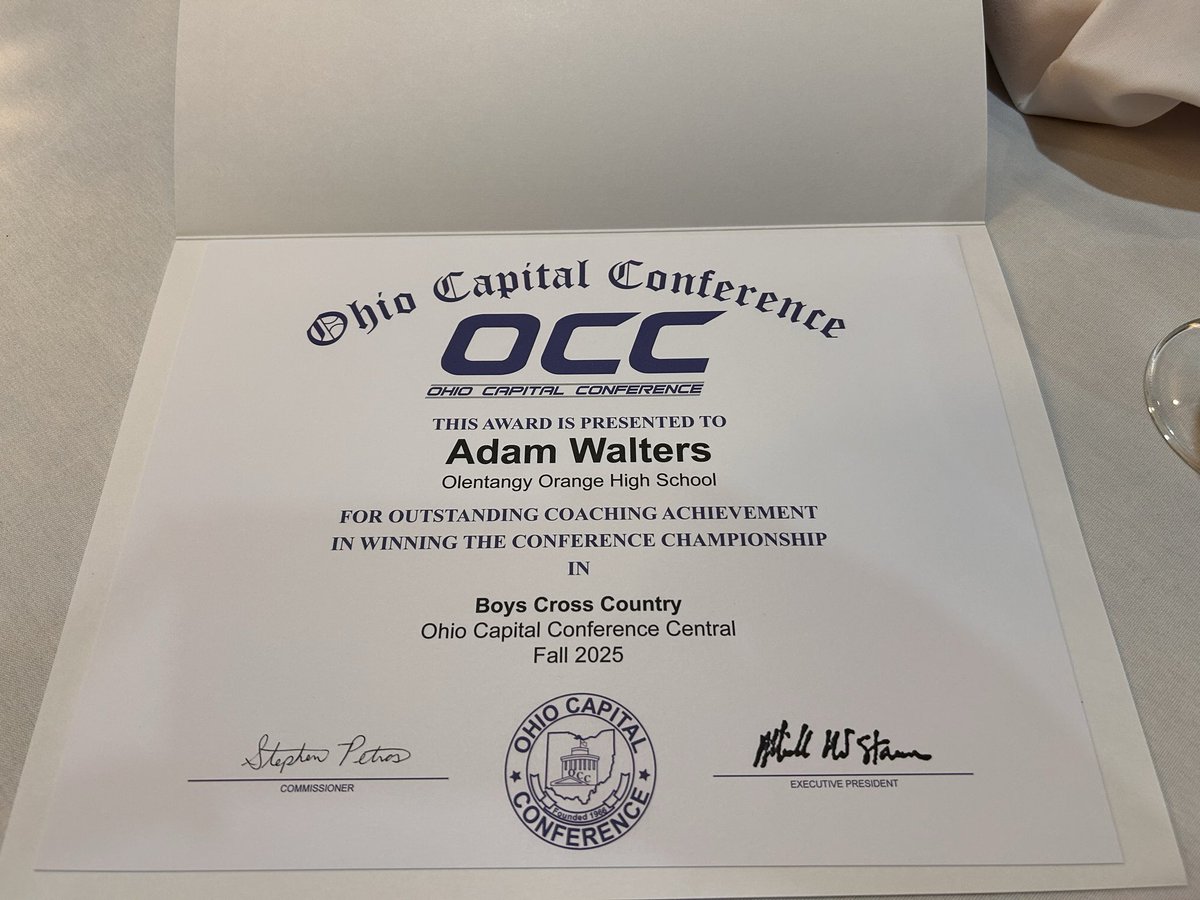 Ohio Capital Conference
OCC
OHIO CAPITAL CONFERENCE
THIS AWARD IS PRESENTED TO
Adam Walters
Olentangy Orange High School
FOR OUTSTANDING COACHING ACHIEVEMENT
IN WINNING THE CONFERENCE CHAMPIONSHIP
IN
Boys Cross Country
Ohio Capital Conference Central
Fall 2025
Stephen Petros
COMMISSIONER
OHIO CAPITAL
OCC
Founded 1966
CONFERENCE
EXECUTIVE PRESIDENT